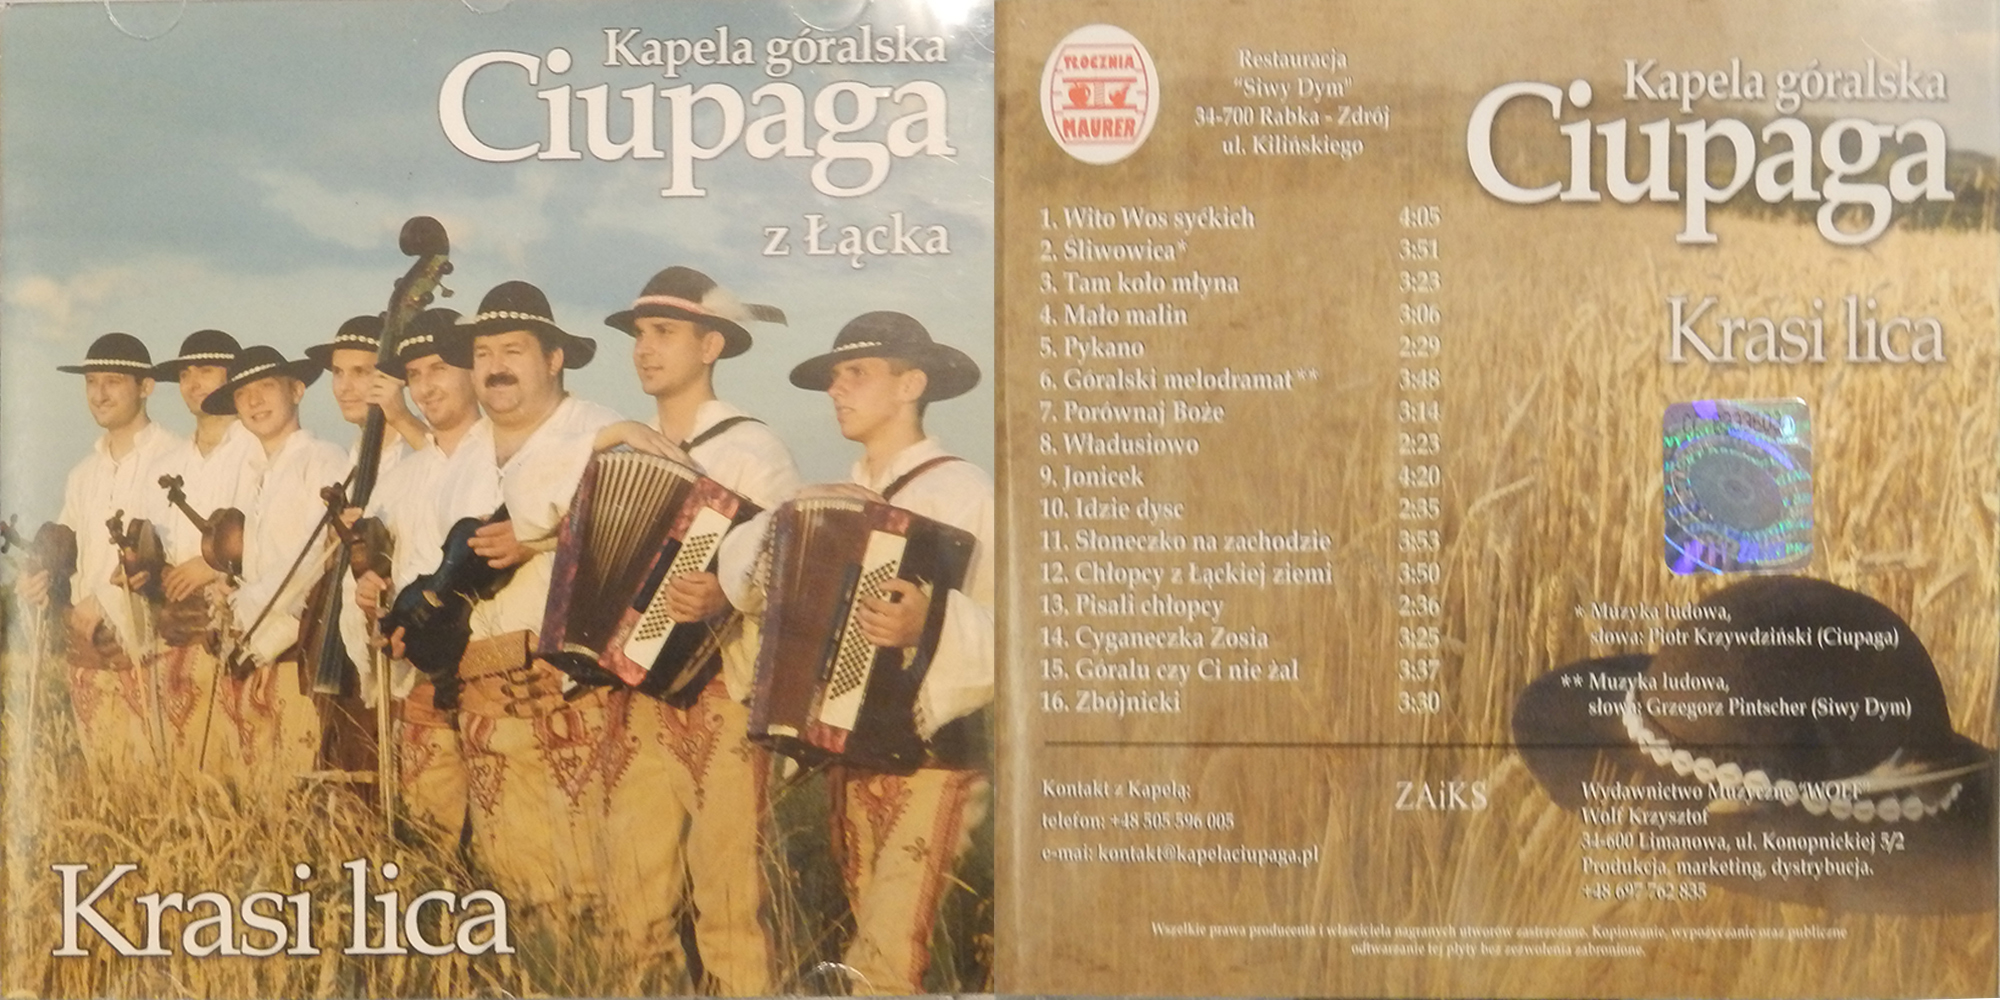 Kapela góralska
Ciupaga
z Łącka
Krasi lica
TŁOCZNIA
MAURER
Restauracja
"Siwy Dym"
34-700 Rabka - Zdrój
ul. Kilińskiego
Kapela góralska
Ciupaga
Krasi lica
1. Wito Wos syćkich 4:05
2. Śliwowica* 3:51
3. Tam koło młyna 3:23
4. Mało malin 3:06
5. Pykano 2:29
6. Góralski melodramat** 3:48
7. Porównaj Boże 3:14
8. Władusiowo 2:23
9. Jonicek 4:20
10. Idzie dysc 2:35
11. Słoneczko na zachodzie 3:53
12. Chłopcy z Łąckiej ziemi 3:50
13. Pisali chłopcy 2:36
14. Cyganeczka Zosia 3:25
15. Góralu czy Ci nie żal 3:37
16. Zbójnicki 3:30
* Muzyka ludowa,
słowa: Piotr Krzywdziński (Ciupaga)
** Muzyka ludowa,
słowa: Grzegorz Pintscher (Siwy Dym)
Kontakt z Kapelą:
telefon: +48 505 596 005
e-mai: kontakt@kapelaciupaga.pl
ZAiKS
Wydawnictwo Muzyczne "WOLF"
Wolf Krzysztof
34-600 Limanowa, ul. Konopnickiej 5/2
Produkcja, marketing, dystrybucja.
+48 697 762 835
Wszelkie prawa producenta i właściciela nagranych utworów zastrzeżone. Kopiowanie, wypożyczanie oraz publiczne
odtwarzanie tej płyty bez zezwolenia zabronione.